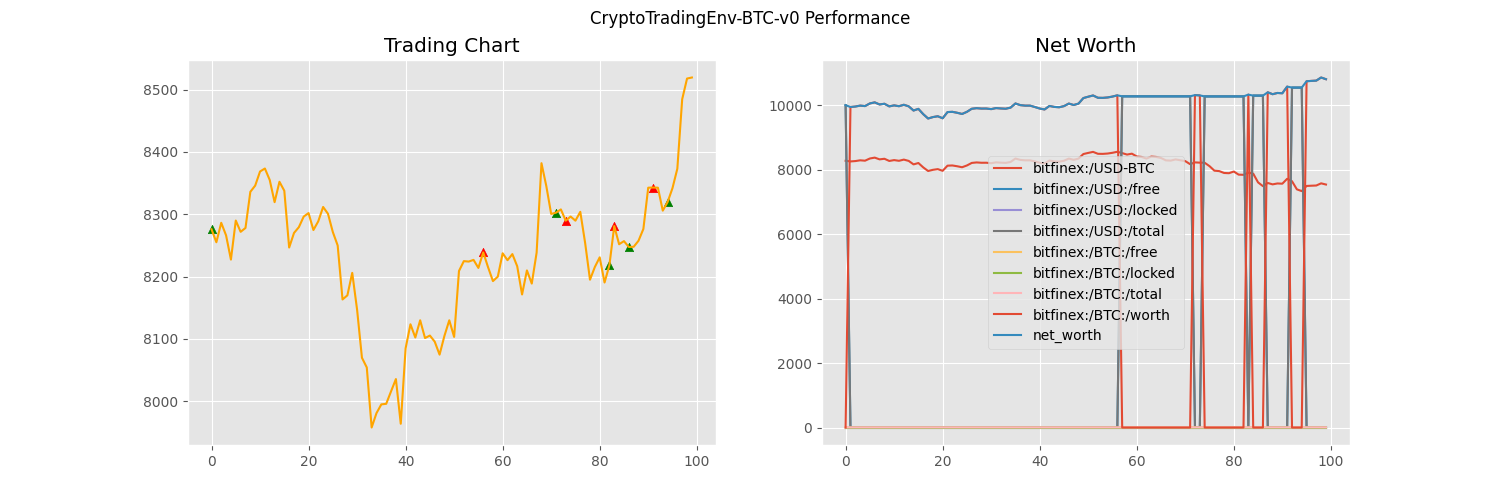 CryptoTradingEnv-BTC-v0 Performance
Trading Chart
8500
8400
8300
8200
8100
8000
0 20 40 60 80 100
Net Worth
10000
8000
6000
4000
2000
0
bitfinex:/USD-BTC
bitfinex:/USD:/free
bitfinex:/USD:/locked
bitfinex:/USD:/total
bitfinex:/BTC:/free
bitfinex:/BTC:/locked
bitfinex:/BTC:/total
bitfinex:/BTC:/worth
net_worth
0 20 40 60 80 100